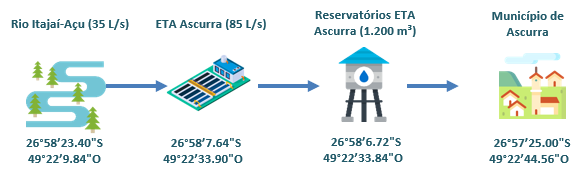 Rio Itajaí-Açu (35 L/s)
ETA Ascurra (85 L/s)
Reservatórios ETA
Ascurra (1.200 m³)
Município de
Ascurra
26°58’23.40"S
49°22’9.84"O
26°58’7.64"S
49°22’33.90"O
26°58’6.72"S
49°22’33.84"O
26°57’25.00"S
49°22’44.56"O